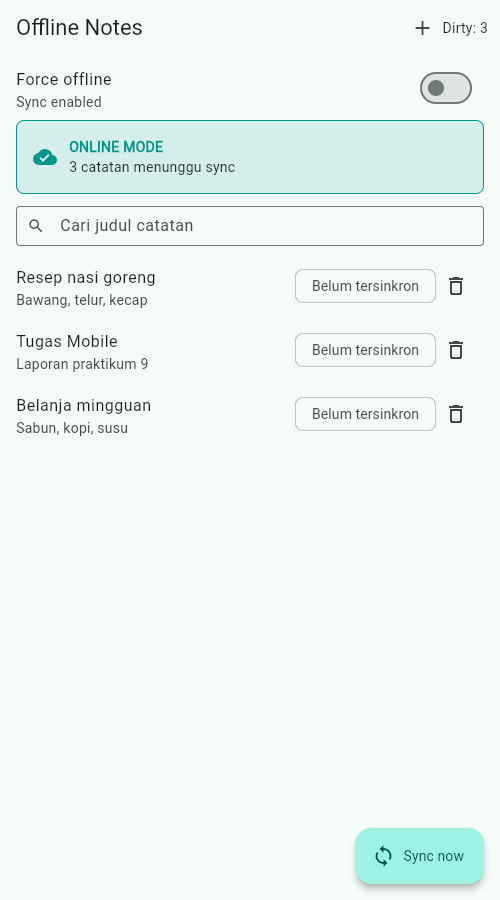 Offline Notes
Dirty: 3
Force offline
Sync enabled
ONLINE MODE
3 catatan menunggu sync
Cari judul catatan
Resep nasi goreng
Bawang, telur, kecap
Belum tersinkron
Tugas Mobile
Laporan praktikum 9
Belum tersinkron
Belanja mingguan
Sabun, kopi, susu
Belum tersinkron
Sync now